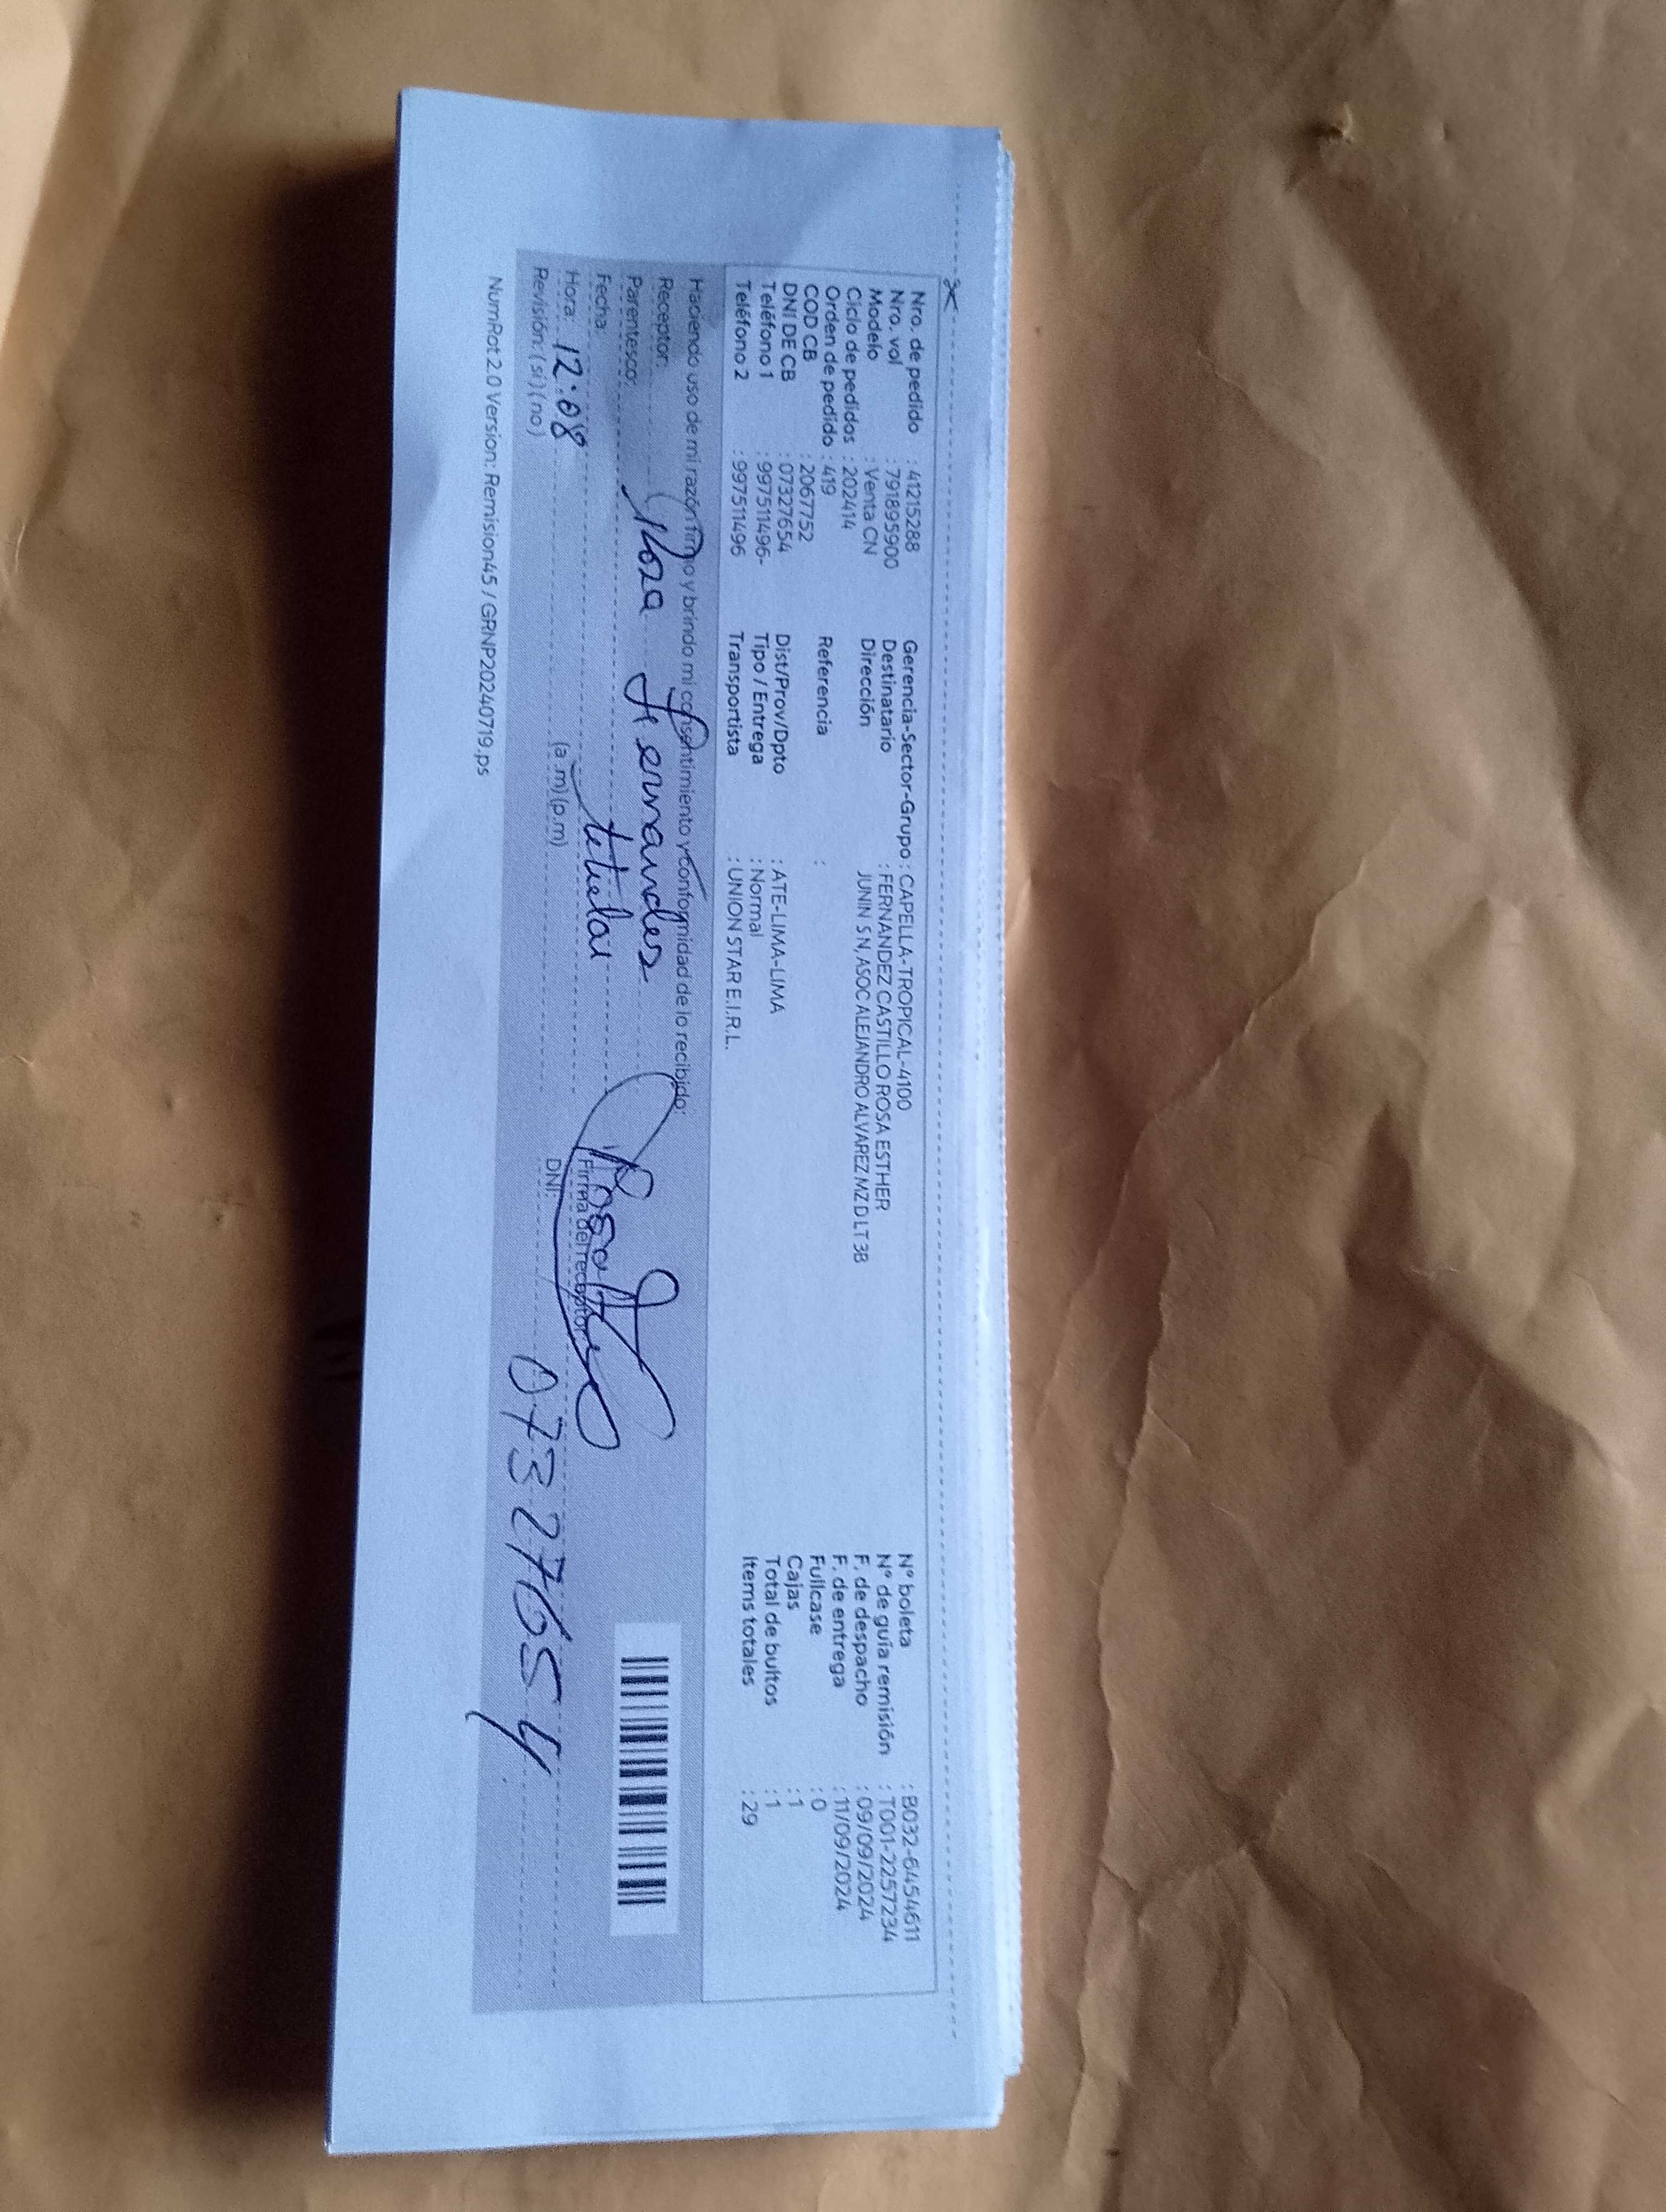 Nro. de pedido : 41215288 Gerencia-Sector-Grupo : CAPELLA-TROPICAL-4100 N° boleta : B032-6454611
Nro. vol : 791895900 Destinatario : FERNANDEZ CASTILLO ROSA ESTHER N° de guía remisión : T001-2257234
Modelo : Venta CN Dirección JUNIN SN, ASOC ALEJANDRO ALVAREZ MZ D LT 3B F. de despacho : 09/09/2024
Ciclo de pedidos : 202414 F. de entrega : 11/09/2024
Orden de pedido : 419 Referencia : Fullcase : 0
COD CB : 2067752 Cajas : 1
DNI DE CB : 07327654 Dist/Prov/Dpto : ATE-LIMA-LIMA Total de bultos : 1
Teléfono 1 : 997511496- Tipo / Entrega : Normal Items totales : 29
Teléfono 2 : 997511496 Transportista : UNION STAR E.I.R.L.
Haciendo uso de mi razón firmo y brindo mi consentimiento y conformidad de lo recibido:
Receptor: Rosa Fernandes
Parentesco: titular
Fecha:
Firma del receptor
Hora: 12:08 (a.m) (p.m) DNI: 07327654
Revisión: ( si ) ( no )
NumRot 2.0 Version: Remision45 / GRNP20240719.ps